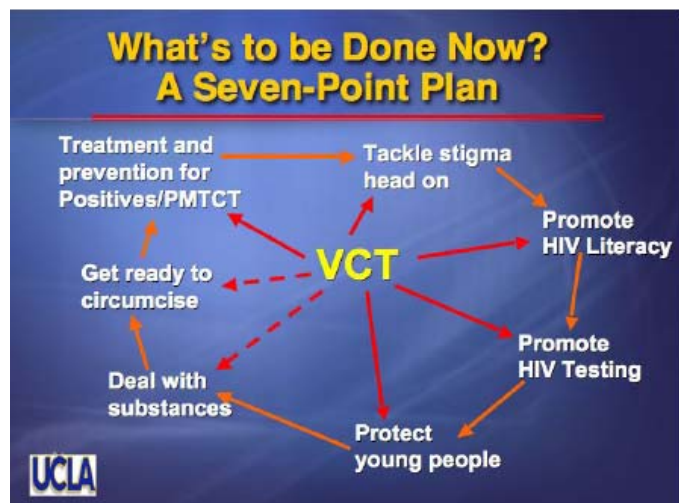 What's to be Done Now?
A Seven-Point Plan
Treatment and
prevention for
Positives/PMTCT
Tackle stigma
head on
Promote
HIV Literacy
VCT
Get ready to
circumcise
Promote
HIV Testing
Deal with
substances
Protect
young people
UCLA